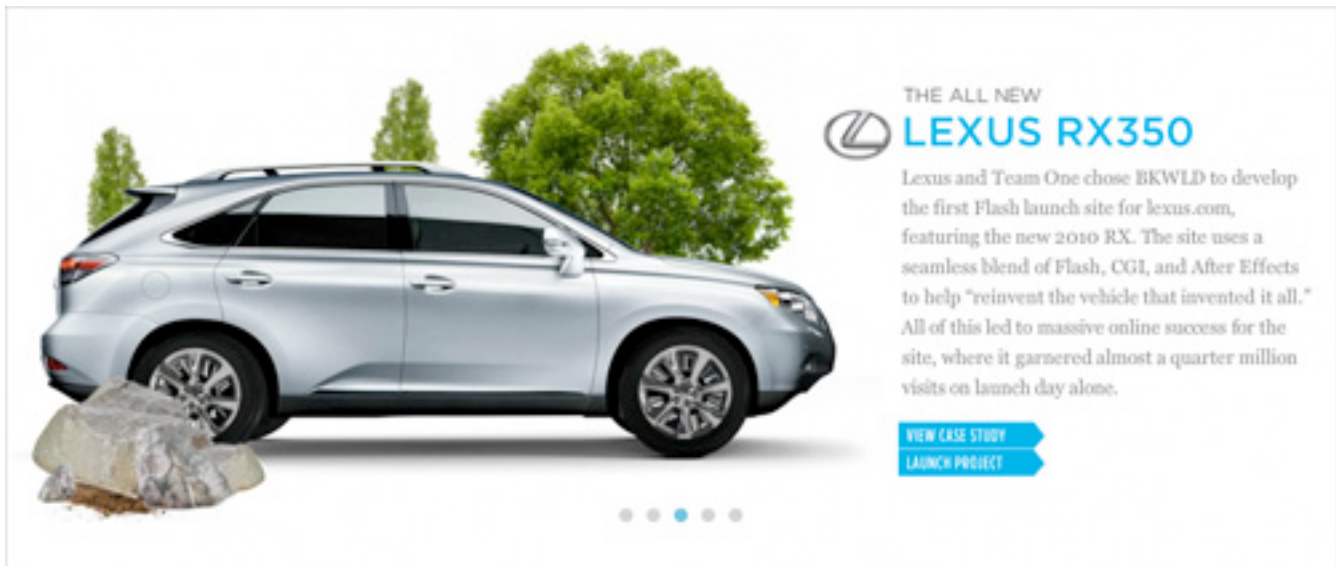 THE ALL NEW
LEXUS RX350
Lexus and Team One chose BKWLD to develop
the first Flash launch site for lexus.com,
featuring the new 2010 RX. The site uses a
seamless blend of Flash, CGI, and After Effects
to help “reinvent the vehicle that invented it all.”
All of this led to massive online success for the
site, where it garnered almost a quarter million
visits on launch day alone.
VIEW CASE STUDY
LAUNCH PROJECT